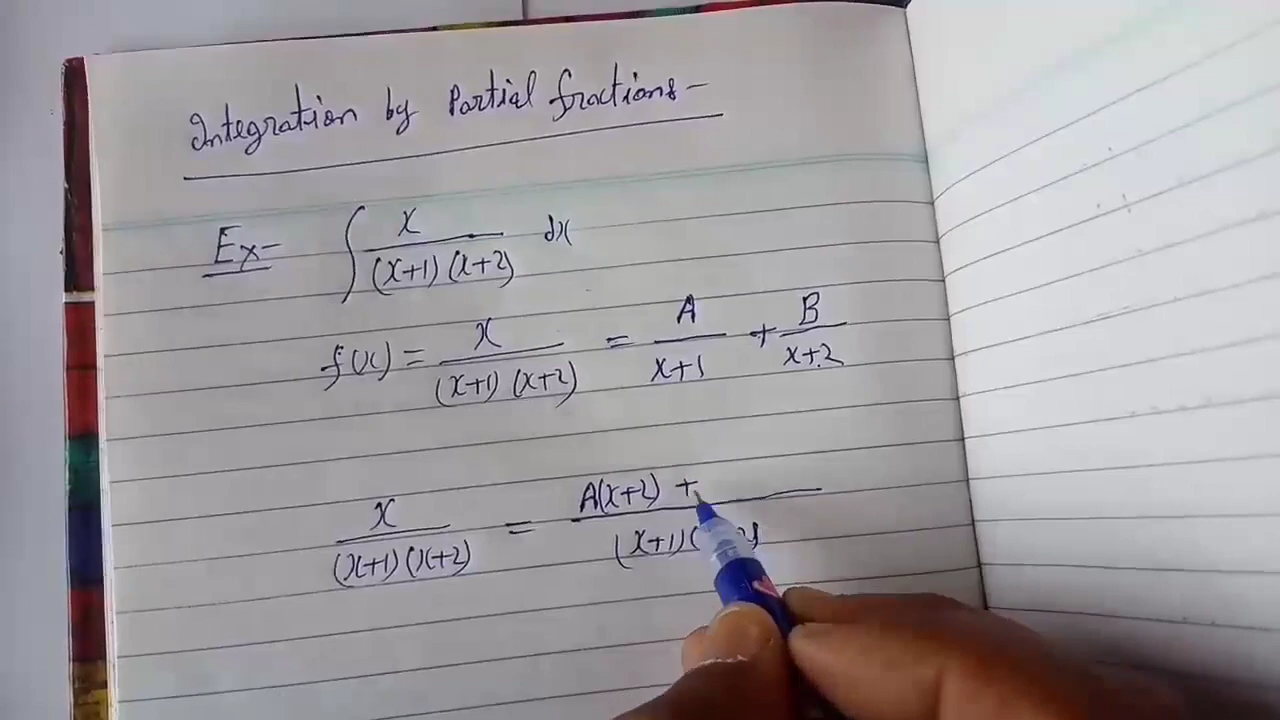 Integration by Partial fractions-
Ex- ∫ x/((x+1)(x+2)) dx
f(x) = x/((x+1)(x+2)) = A/(x+1) + B/(x+2)
x/((x+1)(x+2)) = A(x+2) + / (x+1)(